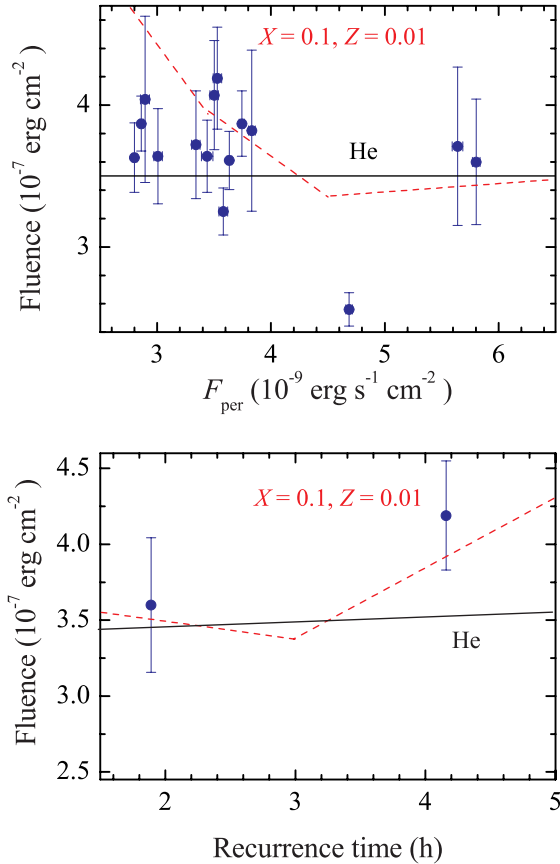 X = 0.1, Z = 0.01
He
4
3
Fluence (10⁻⁷ erg cm⁻²)
3 4 5 6
F_per (10⁻⁹ erg s⁻¹ cm⁻²)
4.5
4.0
3.5
3.0
2.5
X = 0.1, Z = 0.01
He
Fluence (10⁻⁷ erg cm⁻²)
2 3 4 5
Recurrence time (h)